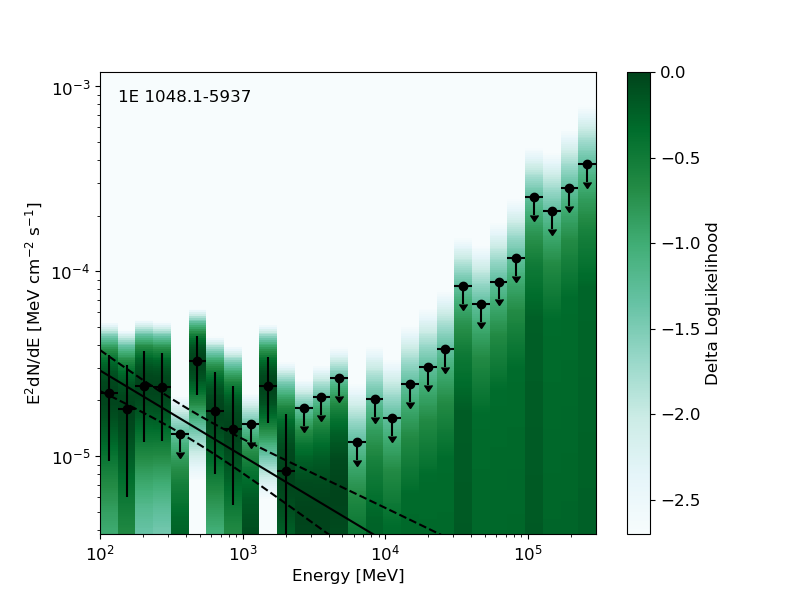 1E 1048.1-5937
10⁻³
10⁻⁴
10⁻⁵
E²dN/dE [MeV cm⁻² s⁻¹]
10² 10³ 10⁴ 10⁵
Energy [MeV]
0.0
−0.5
−1.0
−1.5
−2.0
−2.5
Delta LogLikelihood